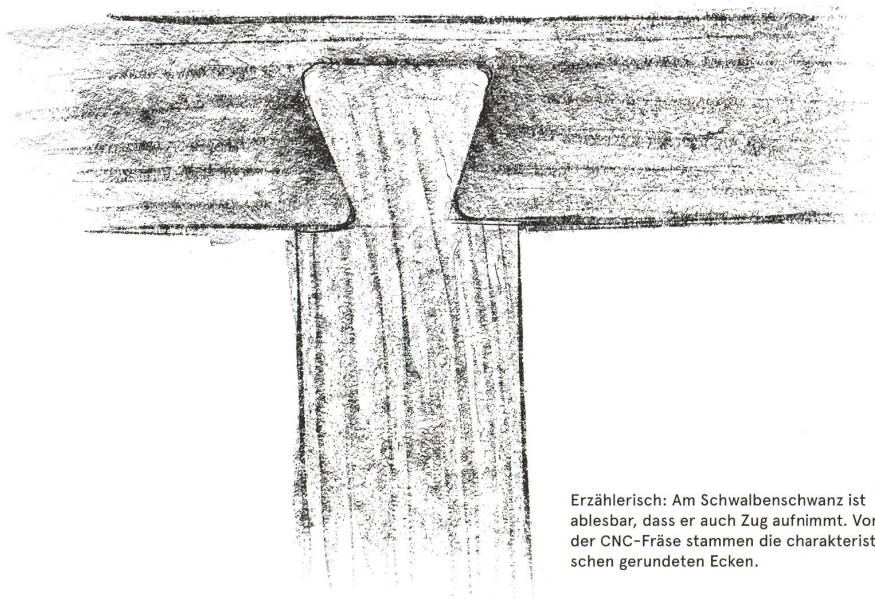 Erzählerisch: Am Schwalbenschwanz ist
ablesbar, dass er auch Zug aufnimmt. Vor
der CNC-Fräse stammen die charakterist
schen gerundeten Ecken.